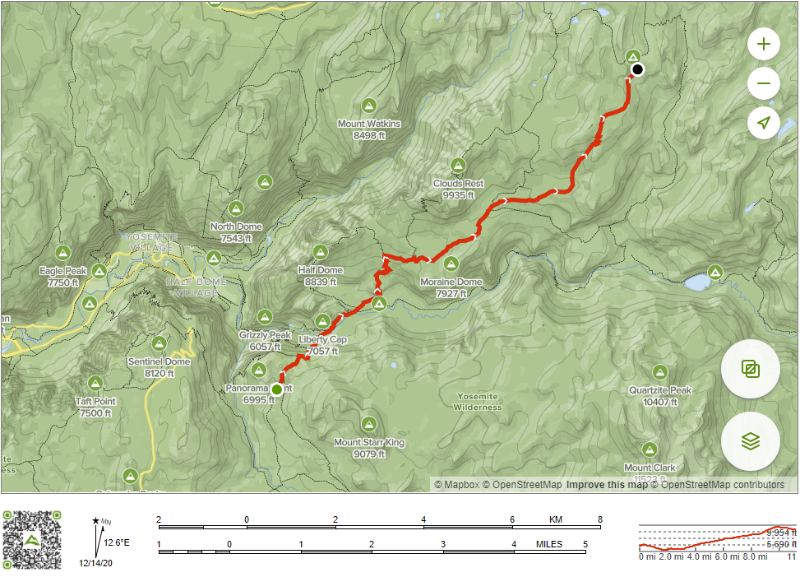 Mount Watkins
8498 ft
Clouds Rest
9935 ft
North Dome
7543 ft
YOSEMITE
VILLAGE
Eagle Peak
7750 ft
Half Dome
8839 ft
HALF DOME
VILLAGE
Moraine Dome
7927 ft
Grizzly Peak
6057 ft
Liberty Cap
7057 ft
Sentinel Dome
8120 ft
Taft Point
7500 ft
Panorama
6995 ft
Quartzite Peak
10407 ft
Yosemite
Wilderness
Mount Starr King
9079 ft
Mount Clark
© Mapbox © OpenStreetMap Improve this map © OpenStreetMap contributors
2 0 2 4 6 KM 8
1 0 1 2 3 4 MILES 5
MN
12.6°E
12/14/20
9,954 ft
5,690 ft
0 mi 2.0 mi 4.0 mi 6.0 mi 8.0 mi 11